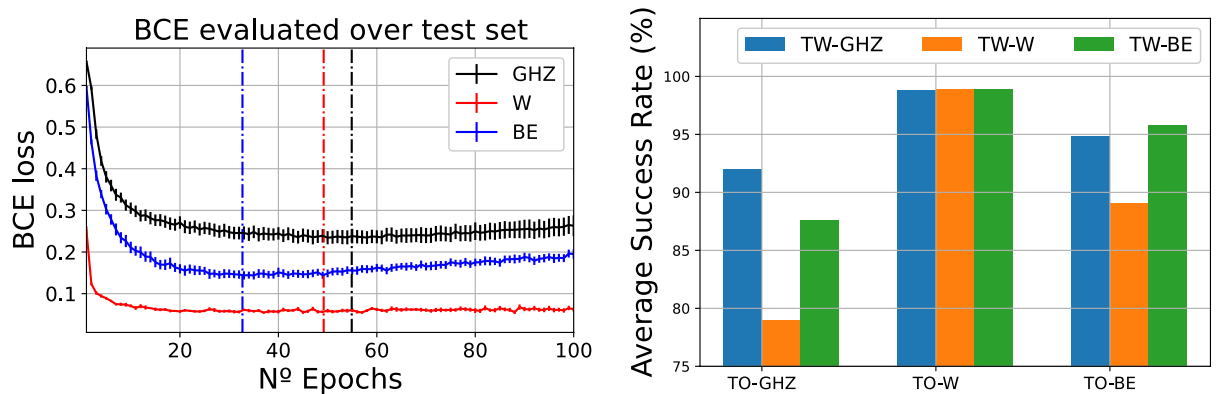 BCE evaluated over test set
GHZ
W
BE
BCE loss
0.6
0.5
0.4
0.3
0.2
0.1
20
40
60
80
100
Nº Epochs
TW-GHZ
TW-W
TW-BE
Average Success Rate (%)
100
95
90
85
80
75
TO-GHZ
TO-W
TO-BE